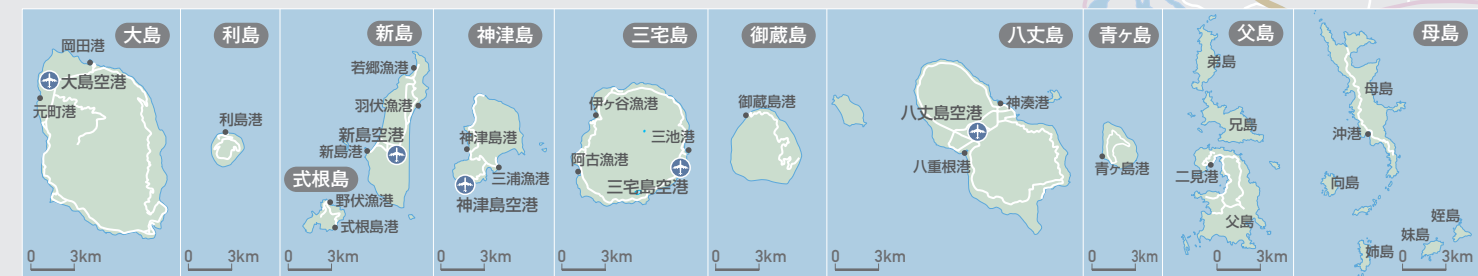 大島
岡田港
大島空港
元町港
0 3km
利島
利島港
0 3km
新島
若郷漁港
羽伏漁港
新島空港
新島港
式根島
野伏漁港
式根島港
0 3km
神津島
神津島港
三浦漁港
神津島空港
0 3km
三宅島
伊ヶ谷漁港
三池港
阿古漁港
三宅島空港
0 3km
御蔵島
御蔵島港
0 3km
八丈島
神湊港
八丈島空港
八重根港
0 3km
青ヶ島
青ヶ島港
0 3km
父島
弟島
兄島
二見港
父島
0 3km
母島
母島
沖港
向島
姪島
妹島
姉島
0 3km